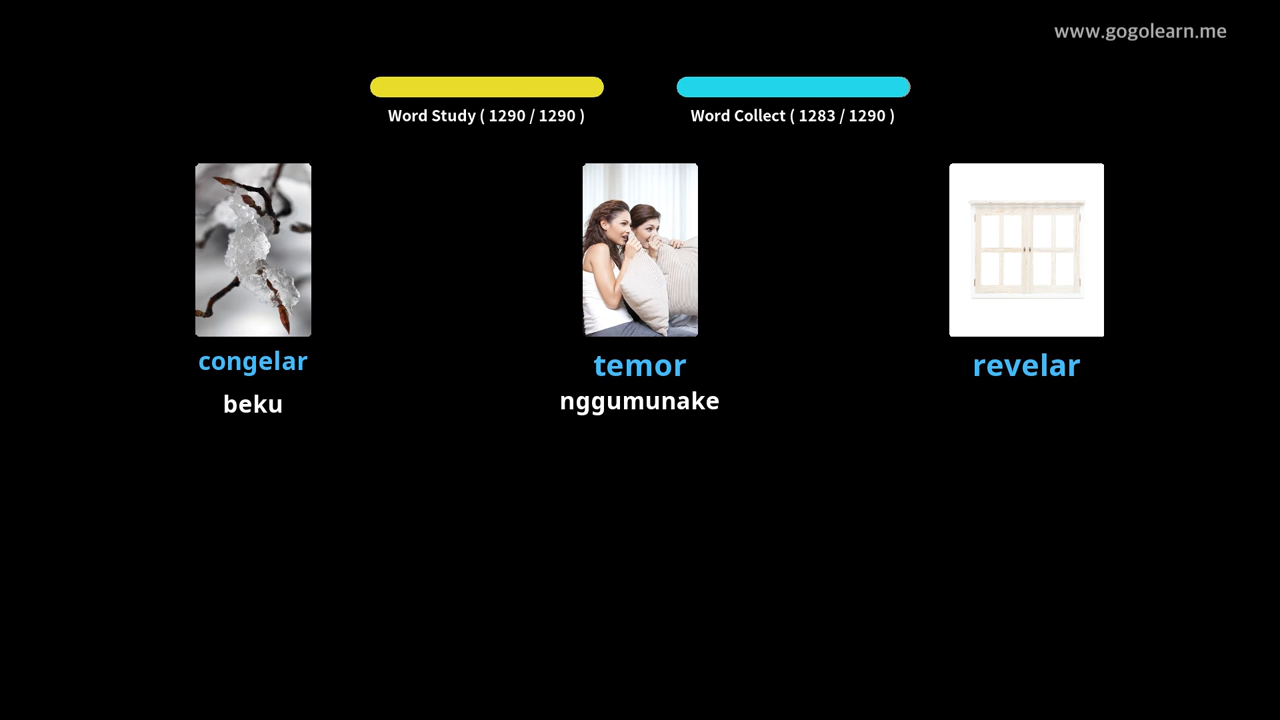 www.gogolearn.me
Word Study ( 1290 / 1290 )
Word Collect ( 1283 / 1290 )
congelar
beku
temor
nggumunake
revelar